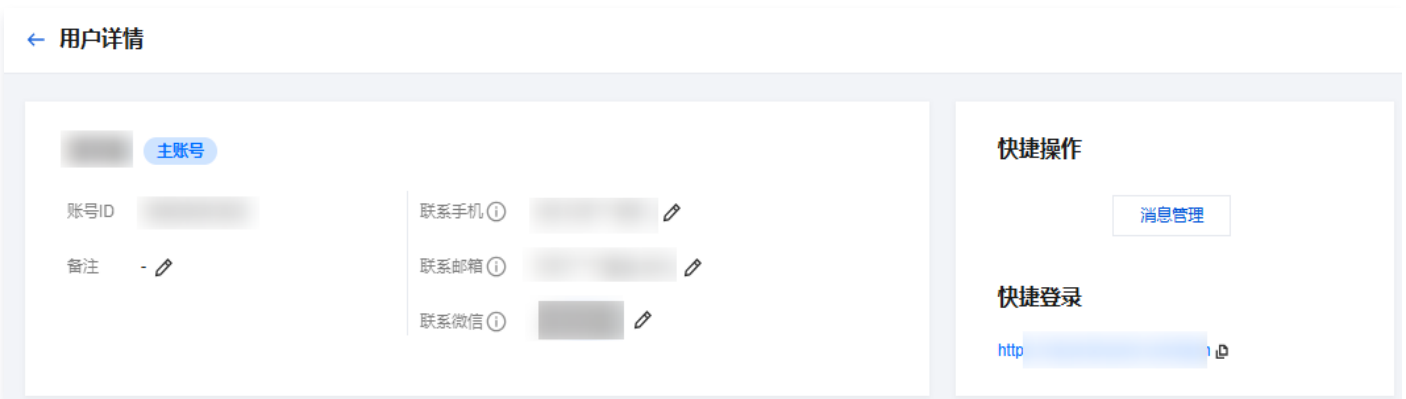 用户详情
主账号
账号ID
备注 -
联系手机
联系邮箱
联系微信
快捷操作
消息管理
快捷登录
http